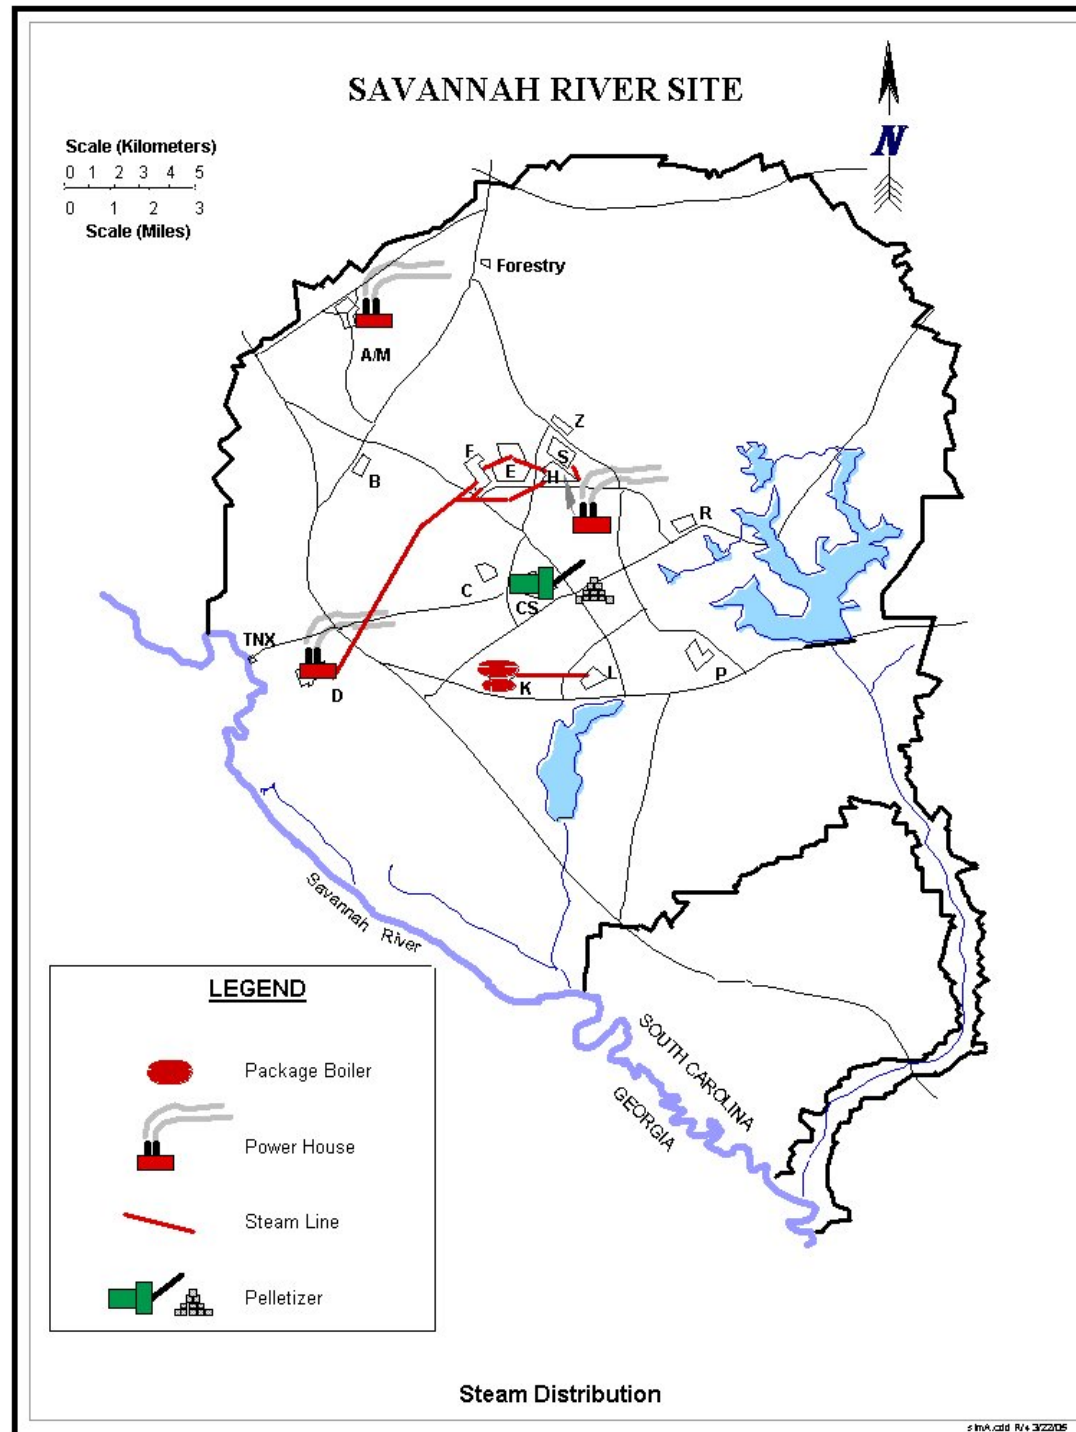 SAVANNAH RIVER SITE
Scale (Kilometers)
0 1 2 3 4 5
0 1 2 3
Scale (Miles)
N
Forestry
A/M
Z
F
S
E
H
B
R
C
CS
TNX
D
K
L
P
Savannah River
SOUTH CAROLINA
GEORGIA
LEGEND
Package Boiler
Power House
Steam Line
Pelletizer
Steam Distribution